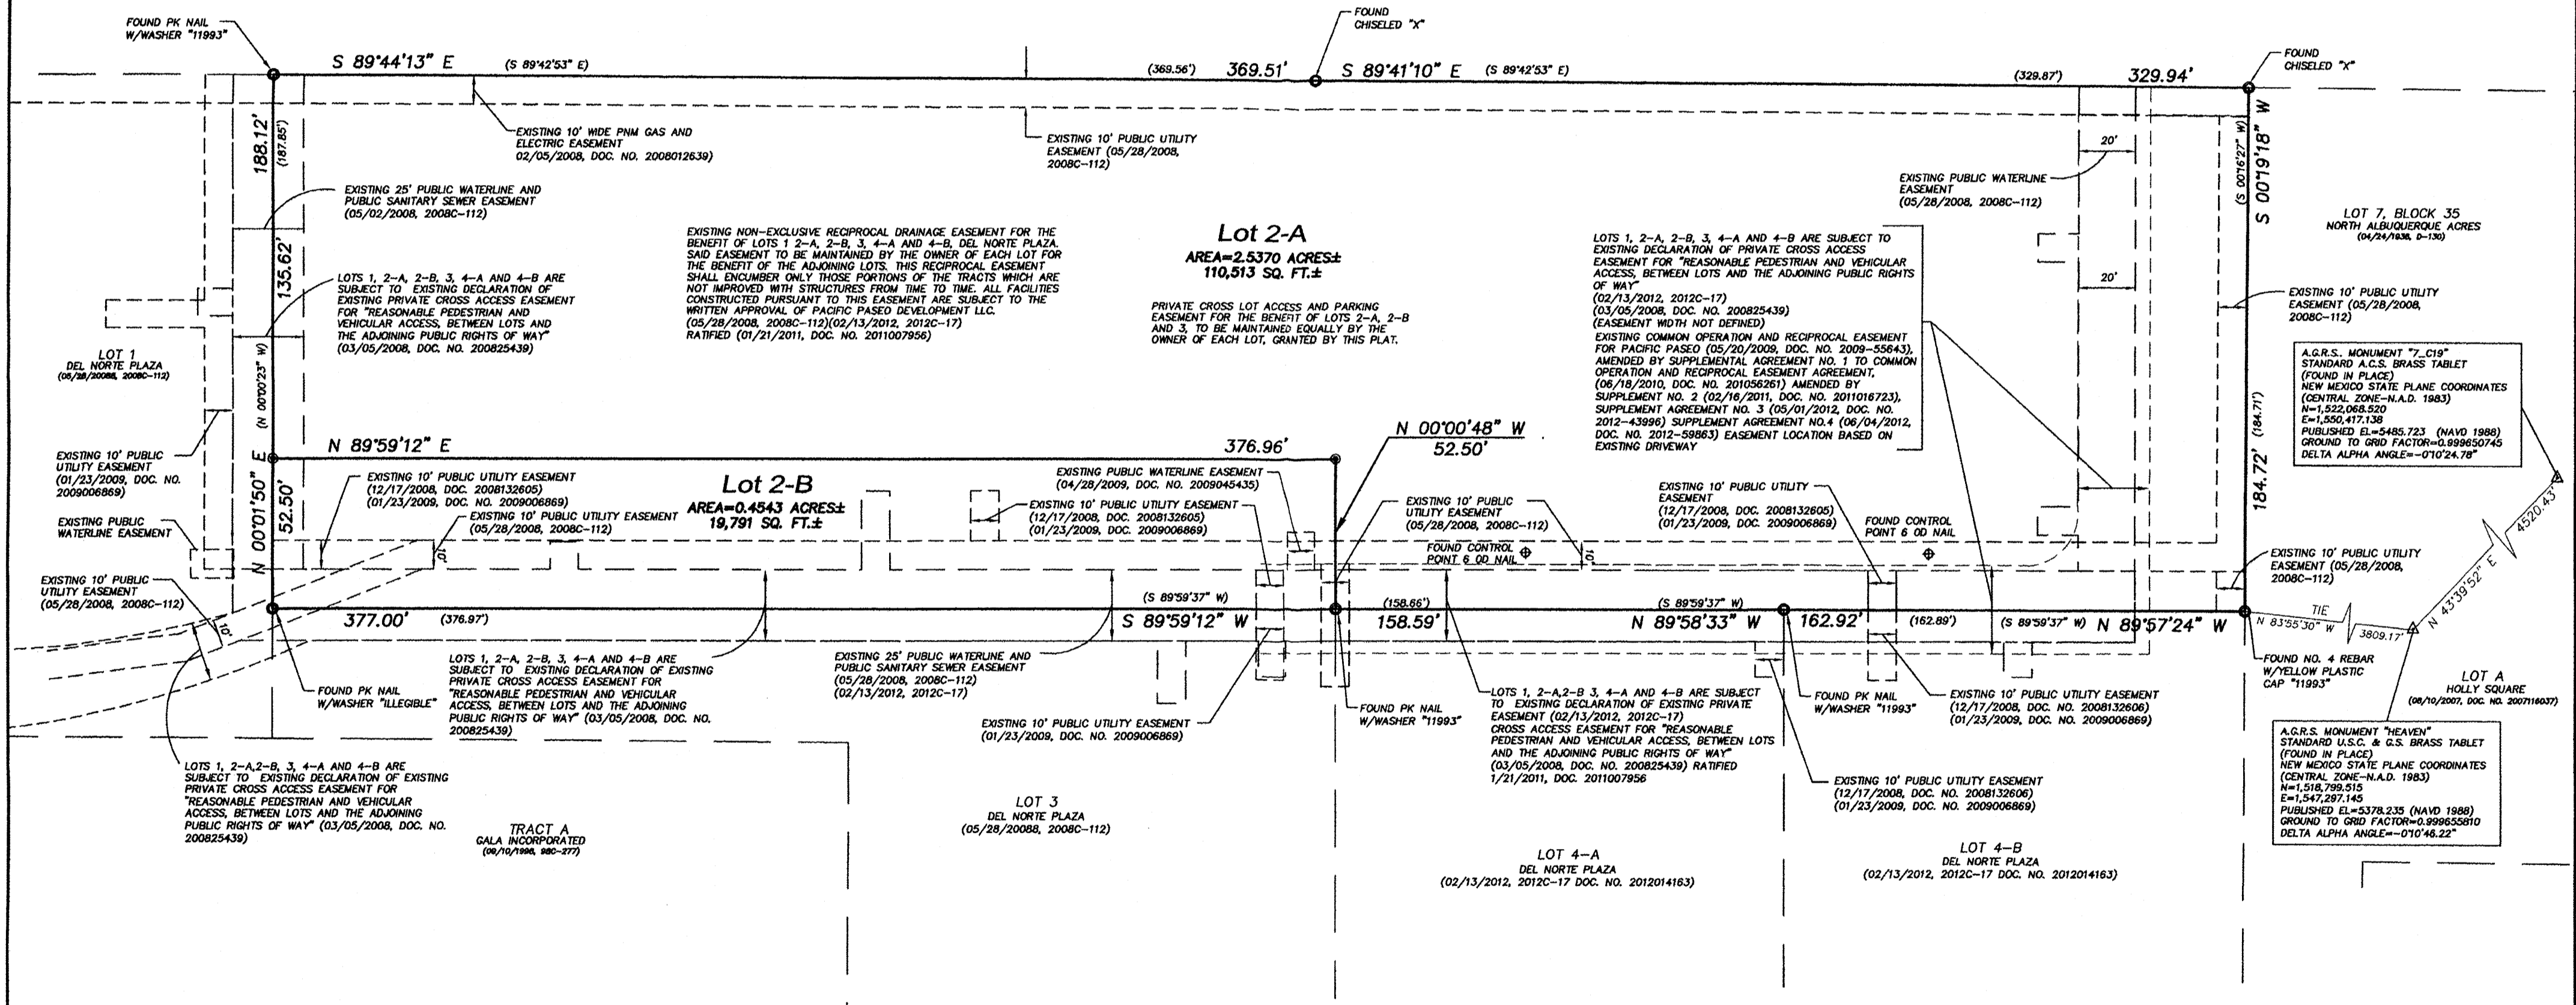 FOUND PK NAIL
W/WASHER "11993"
FOUND
CHISELED "X"
FOUND
CHISELED "X"
S 89°44'13" E (S 89°42'53" E)
(369.56') 369.51' S 89°41'10" E (S 89°42'53" E)
(329.87') 329.94'
188.12'
(187.85')
135.62'
(N 00°00'23" W)
N 00°01'50" E
52.50'
EXISTING 10' WIDE PNM GAS AND
ELECTRIC EASEMENT
02/05/2008, DOC. NO. 2008012639)
EXISTING 10' PUBLIC UTILITY
EASEMENT (05/28/2008,
2008C-112)
20'
EXISTING PUBLIC WATERLINE
EASEMENT
(05/28/2008, 2008C-112)
20'
(S 00°16'27" W)
S 00°19'18" W
184.72' (184.71')
LOT 7, BLOCK 35
NORTH ALBUQUERQUE ACRES
(04/24/1936, D-130)
EXISTING 25' PUBLIC WATERLINE AND
PUBLIC SANITARY SEWER EASEMENT
(05/02/2008, 2008C-112)
LOTS 1, 2-A, 2-B, 3, 4-A AND 4-B ARE
SUBJECT TO EXISTING DECLARATION OF
EXISTING PRIVATE CROSS ACCESS EASEMENT
FOR "REASONABLE PEDESTRIAN AND
VEHICULAR ACCESS, BETWEEN LOTS AND
THE ADJOINING PUBLIC RIGHTS OF WAY"
(03/05/2008, DOC. NO. 200825439)
EXISTING NON-EXCLUSIVE RECIPROCAL DRAINAGE EASEMENT FOR THE
BENEFIT OF LOTS 1 2-A, 2-B, 3, 4-A AND 4-B, DEL NORTE PLAZA.
SAID EASEMENT TO BE MAINTAINED BY THE OWNER OF EACH LOT FOR
THE BENEFIT OF THE ADJOINING LOTS. THIS RECIPROCAL EASEMENT
SHALL ENCUMBER ONLY THOSE PORTIONS OF THE TRACTS WHICH ARE
NOT IMPROVED WITH STRUCTURES FROM TIME TO TIME. ALL FACILITIES
CONSTRUCTED PURSUANT TO THIS EASEMENT ARE SUBJECT TO THE
WRITTEN APPROVAL OF PACIFIC PASEO DEVELOPMENT LLC.
(05/28/2008, 2008C-112)(02/13/2012, 2012C-17)
RATIFIED (01/21/2011, DOC. NO. 2011007956)
Lot 2-A
AREA=2.5370 ACRES±
110,513 SQ. FT.±
PRIVATE CROSS LOT ACCESS AND PARKING
EASEMENT FOR THE BENEFIT OF LOTS 2-A, 2-B
AND 3, TO BE MAINTAINED EQUALLY BY THE
OWNER OF EACH LOT, GRANTED BY THIS PLAT.
LOTS 1, 2-A, 2-B, 3, 4-A AND 4-B ARE SUBJECT TO
EXISTING DECLARATION OF PRIVATE CROSS ACCESS
EASEMENT FOR "REASONABLE PEDESTRIAN AND VEHICULAR
ACCESS, BETWEEN LOTS AND THE ADJOINING PUBLIC RIGHTS
OF WAY"
(02/13/2012, 2012C-17)
(03/05/2008, DOC. NO. 200825439)
(EASEMENT WIDTH NOT DEFINED)
EXISTING COMMON OPERATION AND RECIPROCAL EASEMENT
FOR PACIFIC PASEO (05/20/2009, DOC. NO. 2009-55643),
AMENDED BY SUPPLEMENTAL AGREEMENT NO. 1 TO COMMON
OPERATION AND RECIPROCAL EASEMENT AGREEMENT,
(06/18/2010, DOC. NO. 201056261) AMENDED BY
SUPPLEMENT NO. 2 (02/16/2011, DOC. NO. 2011016723),
SUPPLEMENT AGREEMENT NO. 3 (05/01/2012, DOC. NO.
2012-43996) SUPPLEMENT AGREEMENT NO.4 (06/04/2012,
DOC. NO. 2012-59863) EASEMENT LOCATION BASED ON
EXISTING DRIVEWAY
EXISTING 10' PUBLIC UTILITY
EASEMENT (05/28/2008,
2008C-112)
A.G.R.S.. MONUMENT "7_C19"
STANDARD A.C.S. BRASS TABLET
(FOUND IN PLACE)
NEW MEXICO STATE PLANE COORDINATES
(CENTRAL ZONE-N.A.D. 1983)
N=1,522,068.520
E=1,550,417.138
PUBLISHED EL=5485.723 (NAVD 1988)
GROUND TO GRID FACTOR=0.999650745
DELTA ALPHA ANGLE=-0°10'24.78"
LOT 1
DEL NORTE PLAZA
(05/28/20088, 2008C-112)
EXISTING 10' PUBLIC
UTILITY EASEMENT
(01/23/2009, DOC. NO.
2009006869)
EXISTING PUBLIC
WATERLINE EASEMENT
EXISTING 10' PUBLIC
UTILITY EASEMENT
(05/28/2008, 2008C-112)
N 89°59'12" E 376.96'
N 00°00'48" W
52.50'
EXISTING 10' PUBLIC UTILITY EASEMENT
(12/17/2008, DOC. 2008132605)
(01/23/2009, DOC. NO. 2009006869)
EXISTING 10' PUBLIC UTILITY EASEMENT
(05/28/2008, 2008C-112)
10'
Lot 2-B
AREA=0.4543 ACRES±
19,791 SQ. FT.±
EXISTING PUBLIC WATERLINE EASEMENT
(04/28/2009, DOC. NO. 2009045435)
EXISTING 10' PUBLIC UTILITY EASEMENT
(12/17/2008, DOC. 2008132605)
(01/23/2009, DOC. NO. 2009006869)
EXISTING 10' PUBLIC
UTILITY EASEMENT
(05/28/2008, 2008C-112)
FOUND CONTROL
POINT 6 OD NAIL
10'
EXISTING 10' PUBLIC UTILITY
EASEMENT
(12/17/2008, DOC. 2008132605)
(01/23/2009, DOC. NO. 2009006869)
FOUND CONTROL
POINT 6 OD NAIL
EXISTING 10' PUBLIC UTILITY
EASEMENT (05/28/2008,
2008C-112)
4520.43'
N 43°39'52" E
TIE
N 83°55'30" W 3809.17'
10'
377.00' (376.97')
(S 89°59'37" W)
S 89°59'12" W
(158.66')
158.59'
(S 89°59'37" W)
N 89°58'33" W
162.92' (162.89') (S 89°59'37" W) N 89°57'24" W
FOUND PK NAIL
W/WASHER "ILLEGIBLE"
LOTS 1, 2-A, 2-B, 3, 4-A AND 4-B ARE
SUBJECT TO EXISTING DECLARATION OF EXISTING
PRIVATE CROSS ACCESS EASEMENT FOR
"REASONABLE PEDESTRIAN AND VEHICULAR
ACCESS, BETWEEN LOTS AND THE ADJOINING
PUBLIC RIGHTS OF WAY" (03/05/2008, DOC. NO.
200825439)
EXISTING 25' PUBLIC WATERLINE AND
PUBLIC SANITARY SEWER EASEMENT
(05/28/2008, 2008C-112)
(02/13/2012, 2012C-17)
EXISTING 10' PUBLIC UTILITY EASEMENT
(01/23/2009, DOC. NO. 2009006869)
FOUND PK NAIL
W/WASHER "11993"
LOTS 1, 2-A,2-B 3, 4-A AND 4-B ARE SUBJECT
TO EXISTING DECLARATION OF EXISTING PRIVATE
EASEMENT (02/13/2012, 2012C-17)
CROSS ACCESS EASEMENT FOR "REASONABLE
PEDESTRIAN AND VEHICULAR ACCESS, BETWEEN LOTS
AND THE ADJOINING PUBLIC RIGHTS OF WAY"
(03/05/2008, DOC. NO. 200825439) RATIFIED
1/21/2011, DOC. 2011007956
FOUND PK NAIL
W/WASHER "11993"
EXISTING 10' PUBLIC UTILITY EASEMENT
(12/17/2008, DOC. NO. 2008132606)
(01/23/2009, DOC. NO. 2009006869)
EXISTING 10' PUBLIC UTILITY EASEMENT
(12/17/2008, DOC. NO. 2008132606)
(01/23/2009, DOC. NO. 2009006869)
FOUND NO. 4 REBAR
W/YELLOW PLASTIC
CAP "11993"
LOT A
HOLLY SQUARE
(08/10/2007, DOC. NO. 2007116037)
A.G.R.S. MONUMENT "HEAVEN"
STANDARD U.S.C. & G.S. BRASS TABLET
(FOUND IN PLACE)
NEW MEXICO STATE PLANE COORDINATES
(CENTRAL ZONE-N.A.D. 1983)
N=1,518,799.515
E=1,547,297.145
PUBLISHED EL=5378.235 (NAVD 1988)
GROUND TO GRID FACTOR=0.999655810
DELTA ALPHA ANGLE=-0°10'46.22"
LOTS 1, 2-A,2-B, 3, 4-A AND 4-B ARE
SUBJECT TO EXISTING DECLARATION OF EXISTING
PRIVATE CROSS ACCESS EASEMENT FOR
"REASONABLE PEDESTRIAN AND VEHICULAR
ACCESS, BETWEEN LOTS AND THE ADJOINING
PUBLIC RIGHTS OF WAY" (03/05/2008, DOC. NO.
200825439)
TRACT A
GALA INCORPORATED
(09/10/1998, 98C-277)
LOT 3
DEL NORTE PLAZA
(05/28/20088, 2008C-112)
LOT 4-A
DEL NORTE PLAZA
(02/13/2012, 2012C-17 DOC. NO. 2012014163)
LOT 4-B
DEL NORTE PLAZA
(02/13/2012, 2012C-17 DOC. NO. 2012014163)